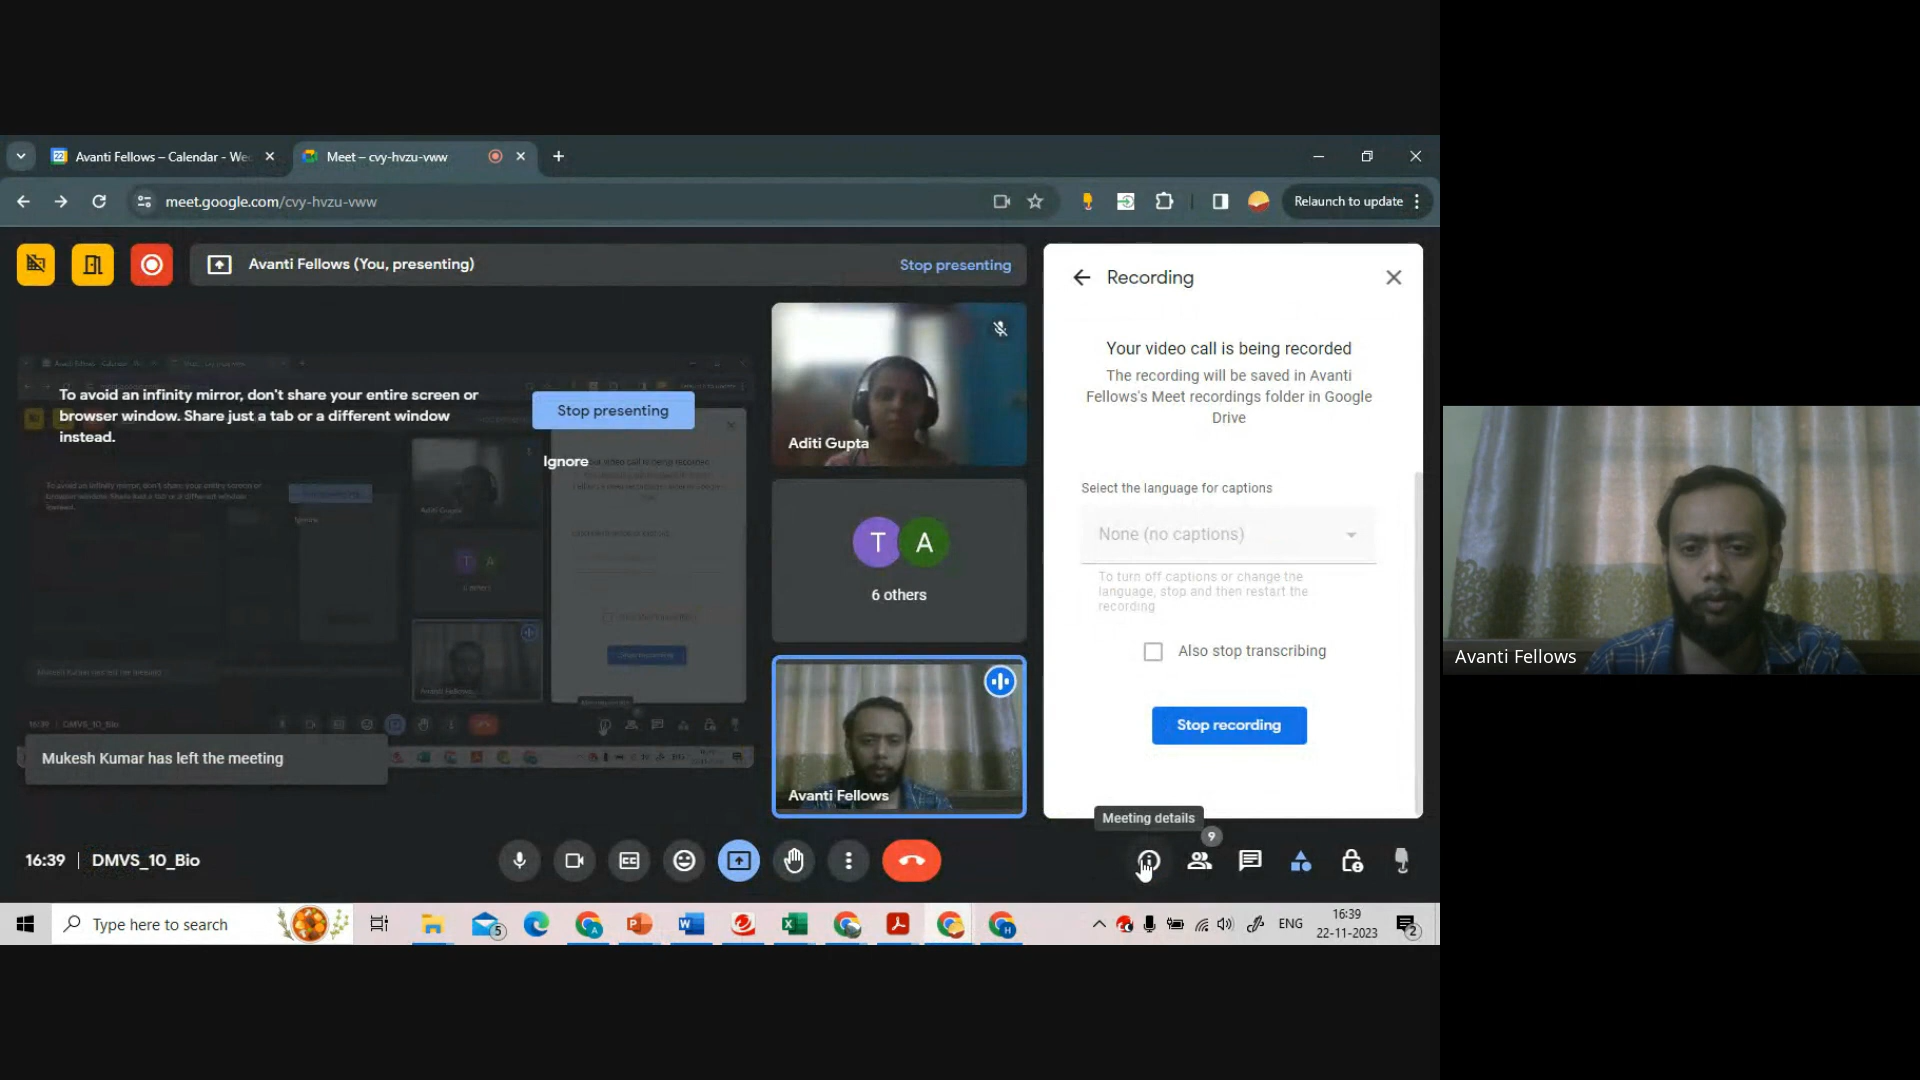 Avanti Fellows – Calendar - We
Meet – cvy-hvzu-vww
meet.google.com/cvy-hvzu-vww
Relaunch to update
Avanti Fellows (You, presenting)
Stop presenting
To avoid an infinity mirror, don't share your entire screen or
browser window. Share just a tab or a different window
instead.
Stop presenting
Ignore
Aditi Gupta
T A
6 others
Avanti Fellows
Mukesh Kumar has left the meeting
Recording
Your video call is being recorded
The recording will be saved in Avanti
Fellows's Meet recordings folder in Google
Drive
Select the language for captions
None (no captions)
To turn off captions or change the
language, stop and then restart the
recording
Also stop transcribing
Stop recording
Meeting details
9
16:39 | DMVS_10_Bio
Type here to search
5
ENG
16:39
22-11-2023
2
Avanti Fellows